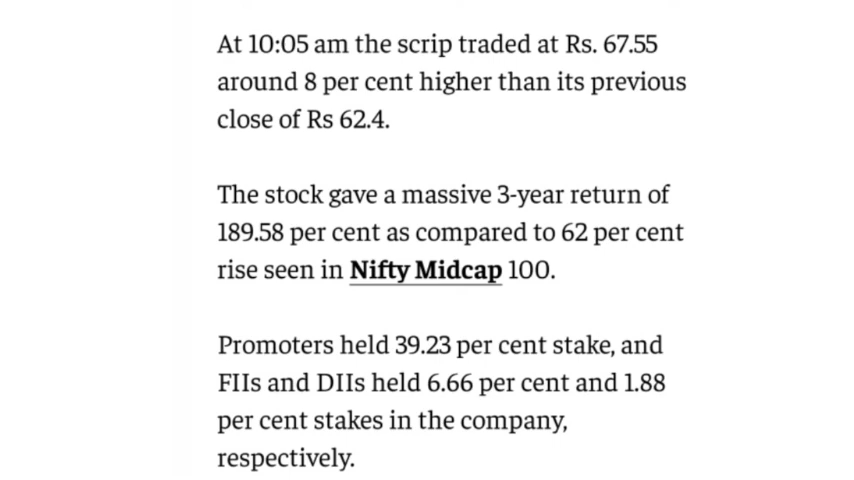 At 10:05 am the scrip traded at Rs. 67.55
around 8 per cent higher than its previous
close of Rs 62.4.
The stock gave a massive 3-year return of
189.58 per cent as compared to 62 per cent
rise seen in Nifty Midcap 100.
Promoters held 39.23 per cent stake, and
FIIs and DIIs held 6.66 per cent and 1.88
per cent stakes in the company,
respectively.